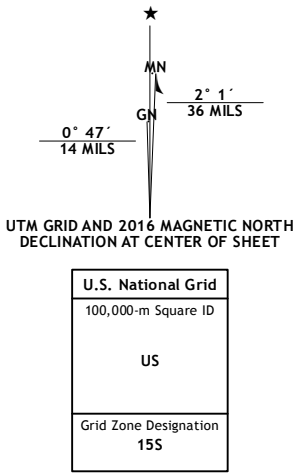 ★
MN
2° 1´
36 MILS
GN
0° 47´
14 MILS
UTM GRID AND 2016 MAGNETIC NORTH
DECLINATION AT CENTER OF SHEET
U.S. National Grid
100,000-m Square ID
US
Grid Zone Designation
15S